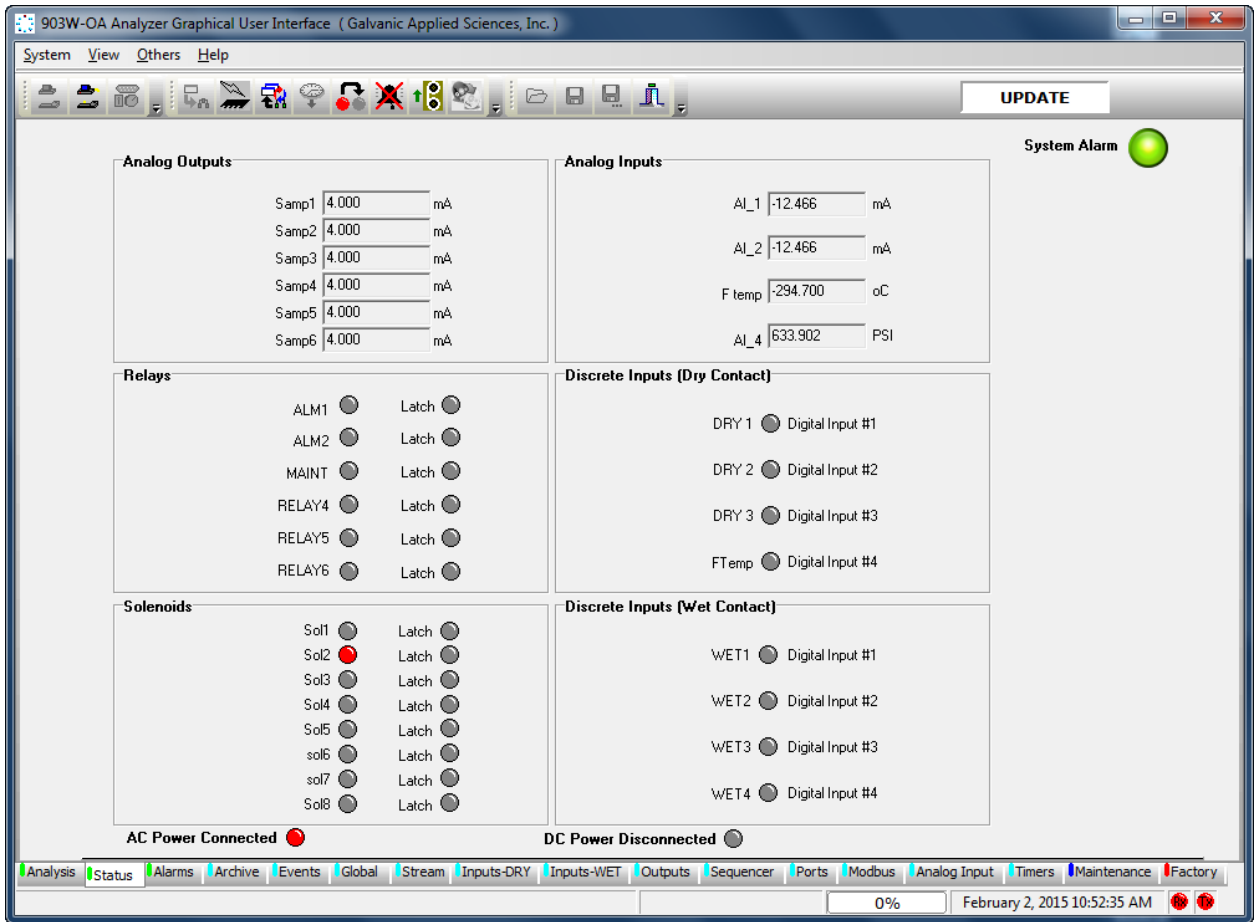 903W-OA Analyzer Graphical User Interface ( Galvanic Applied Sciences, Inc. )
System View Others Help
UPDATE
System Alarm
Analog Outputs
Samp1 4.000 mA
Samp2 4.000 mA
Samp3 4.000 mA
Samp4 4.000 mA
Samp5 4.000 mA
Samp6 4.000 mA
Analog Inputs
AI_1 -12.466 mA
AI_2 -12.466 mA
F temp -294.700 oC
AI_4 633.902 PSI
Relays
ALM1 Latch
ALM2 Latch
MAINT Latch
RELAY4 Latch
RELAY5 Latch
RELAY6 Latch
Discrete Inputs (Dry Contact)
DRY 1 Digital Input #1
DRY 2 Digital Input #2
DRY 3 Digital Input #3
FTemp Digital Input #4
Solenoids
Sol1 Latch
Sol2 Latch
Sol3 Latch
Sol4 Latch
Sol5 Latch
sol6 Latch
sol7 Latch
Sol8 Latch
Discrete Inputs (Wet Contact)
WET1 Digital Input #1
WET2 Digital Input #2
WET3 Digital Input #3
WET4 Digital Input #4
AC Power Connected
DC Power Disconnected
Analysis Status Alarms Archive Events Global Stream Inputs-DRY Inputs-WET Outputs Sequencer Ports Modbus Analog Input Timers Maintenance Factory
0% February 2, 2015 10:52:35 AM Rx Tx